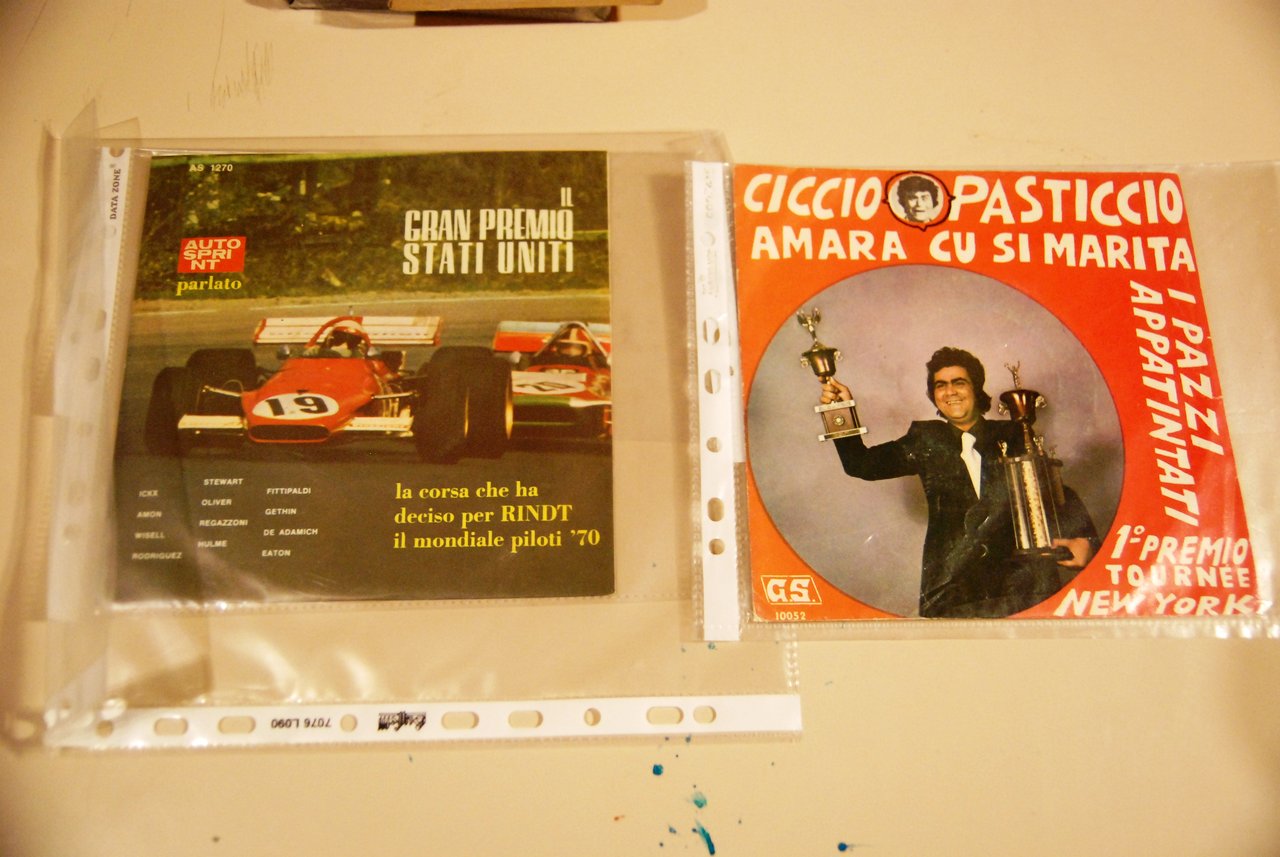 DATA ZONE®
AS 1270
IL
GRAN PREMIO
STATI UNITI
AUTO
SPRI
NT
parlato
19
STEWART
ICKX
FITTIPALDI
OLIVER
AMON
GETHIN
REGAZZONI
WISELL
DE ADAMICH
HULME
RODRIGUEZ
EATON
la corsa che ha
deciso per RINDT
il mondiale piloti '70
7076 L.090
CICCIO PASTICCIO
AMARA CU SI MARITA
I PAZZI
APPATINTATI
1º PREMIO
TOURNEE
NEW YORK
G.S.
10052